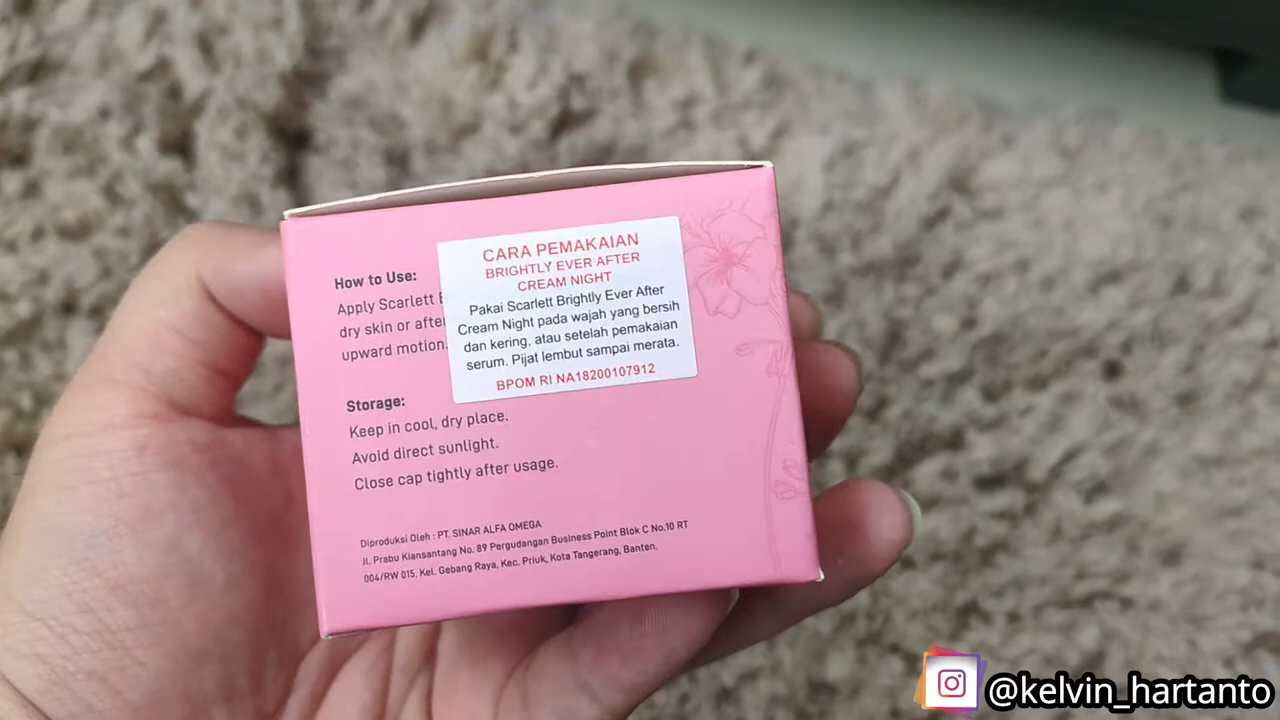 How to Use:
Apply Scarlett
dry skin or after
upward motion.
CARA PEMAKAIAN
BRIGHTLY EVER AFTER
CREAM NIGHT
Pakai Scarlett Brightly Ever After
Cream Night pada wajah yang bersih
dan kering, atau setelah pemakaian
serum. Pijat lembut sampai merata.
BPOM RI NA18200107912
Storage:
Keep in cool, dry place.
Avoid direct sunlight.
Close cap tightly after usage.
Diproduksi Oleh : PT. SINAR ALFA OMEGA
Jl. Prabu Kiansantang No. 89 Pergudangan Business Point Blok C No.10 RT
004/RW 015. Kel. Gebang Raya, Kec. Priuk, Kota Tangerang, Banten.
@kelvin_hartanto